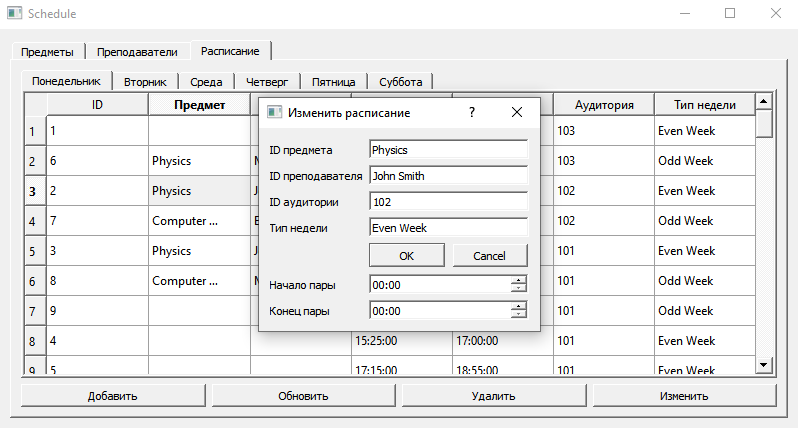 Schedule
Предметы Преподаватели Расписание
Понедельник Вторник Среда Четверг Пятница Суббота
ID Предмет Аудитория Тип недели
1 1 103 Even Week
2 6 Physics 103 Odd Week
3 2 Physics 102 Even Week
4 7 Computer ... 102 Odd Week
5 3 Physics 101 Even Week
6 8 Computer ... 101 Odd Week
7 9 101 Odd Week
8 4 15:25:00 17:00:00 101 Even Week
9 5 17:15:00 18:55:00 101 Even Week
Изменить расписание ?
ID предмета Physics
ID преподавателя John Smith
ID аудитории 102
Тип недели Even Week
OK Cancel
Начало пары 00:00
Конец пары 00:00
Добавить Обновить Удалить Изменить